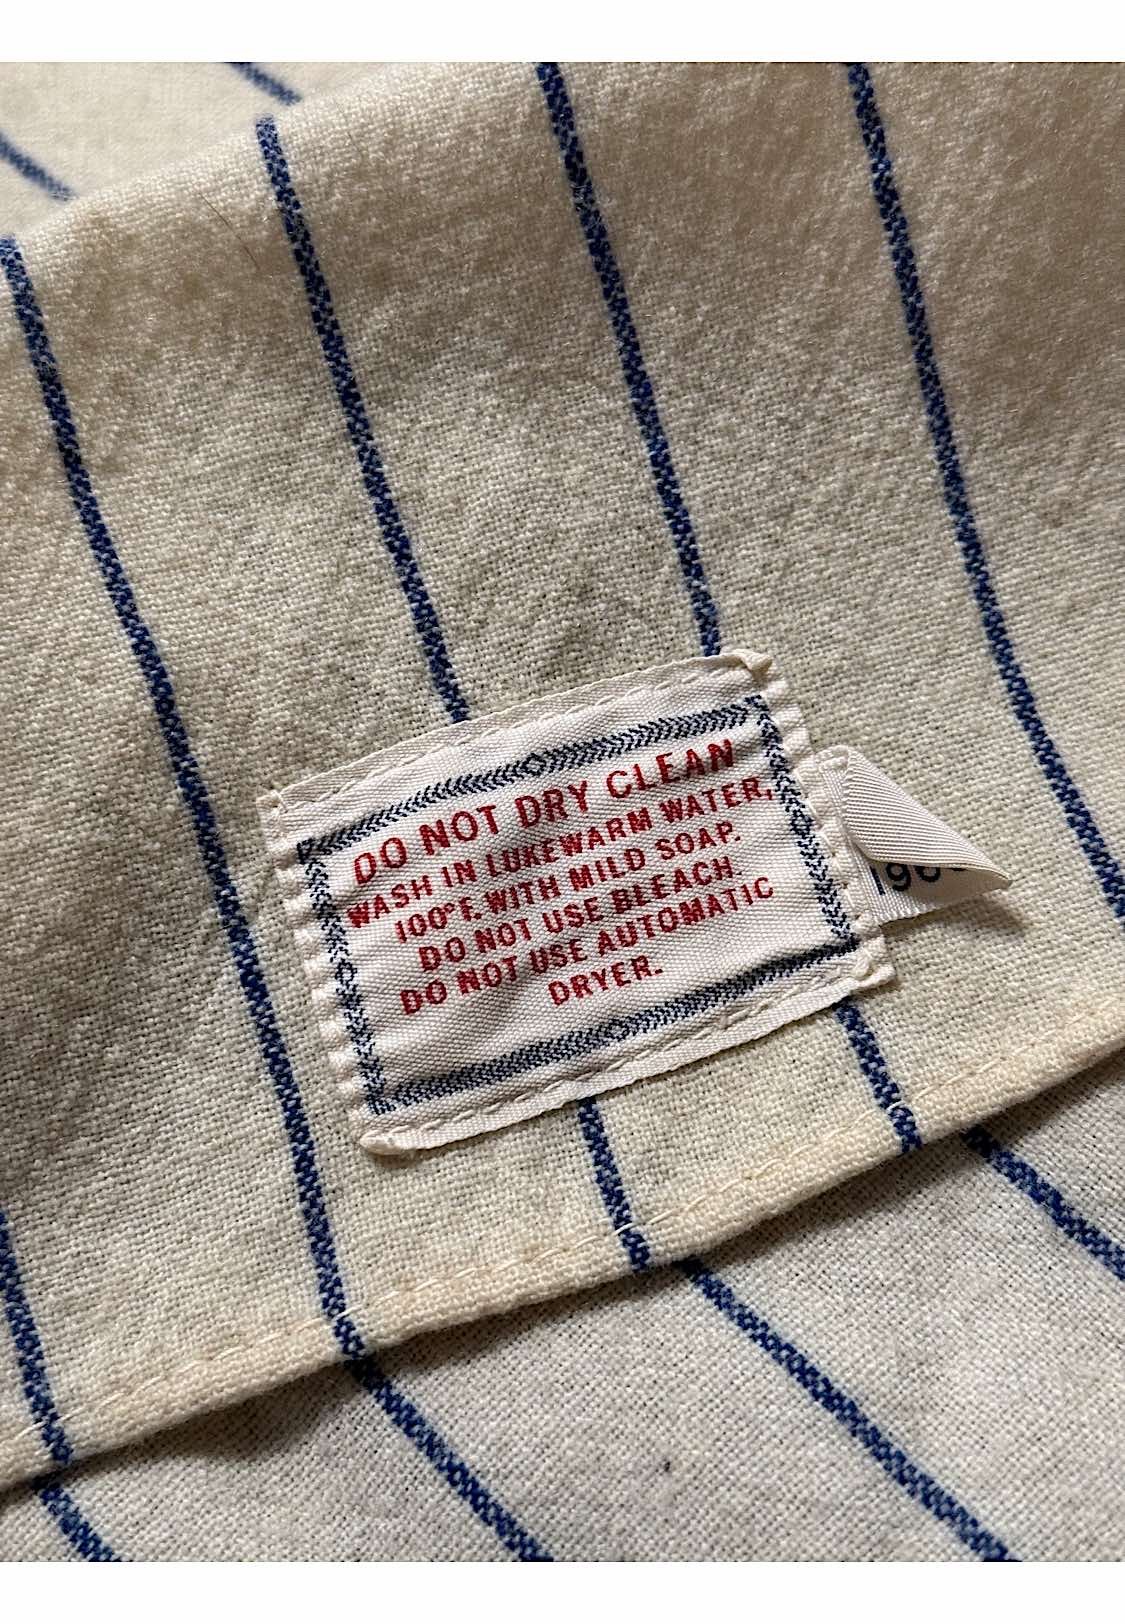 DO NOT DRY CLEAN
WASH IN LUKEWARM WATER,
100°F. WITH MILD SOAP.
DO NOT USE BLEACH.
DO NOT USE AUTOMATIC
DRYER.